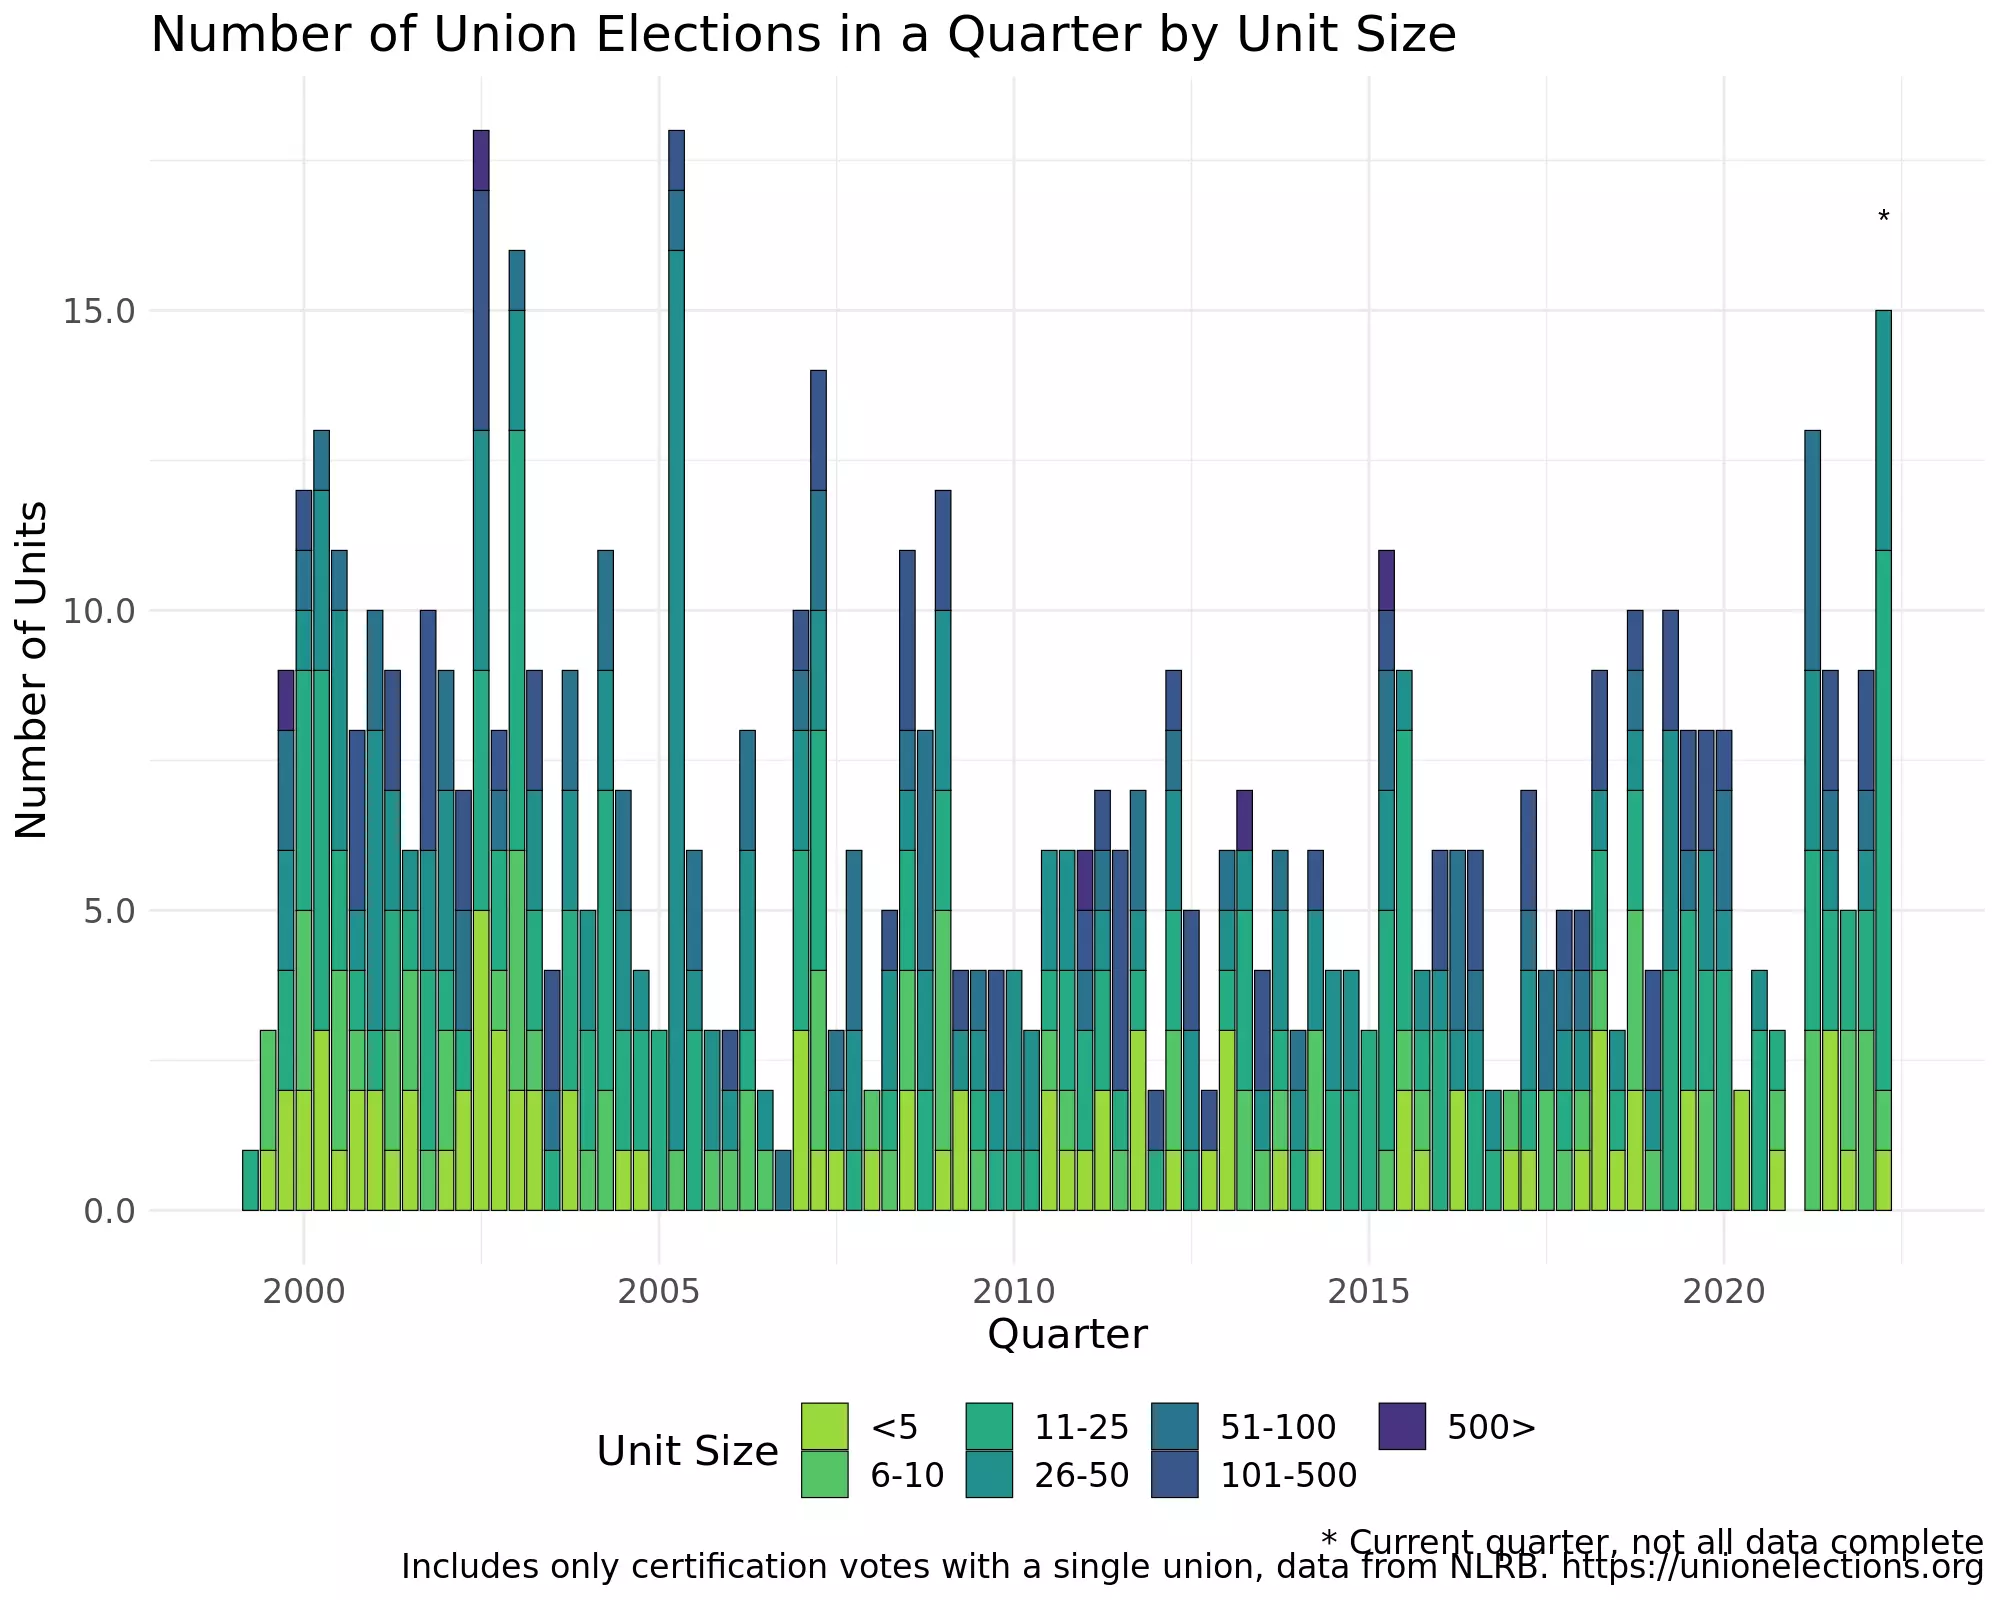 Number of Union Elections in a Quarter by Unit Size
*
15.0
10.0
5.0
0.0
Number of Units
2000 2005 2010 2015 2020
Quarter
Unit Size
<5 11-25 51-100 500>
6-10 26-50 101-500
* Current quarter, not all data complete
Includes only certification votes with a single union, data from NLRB. https://unionelections.org